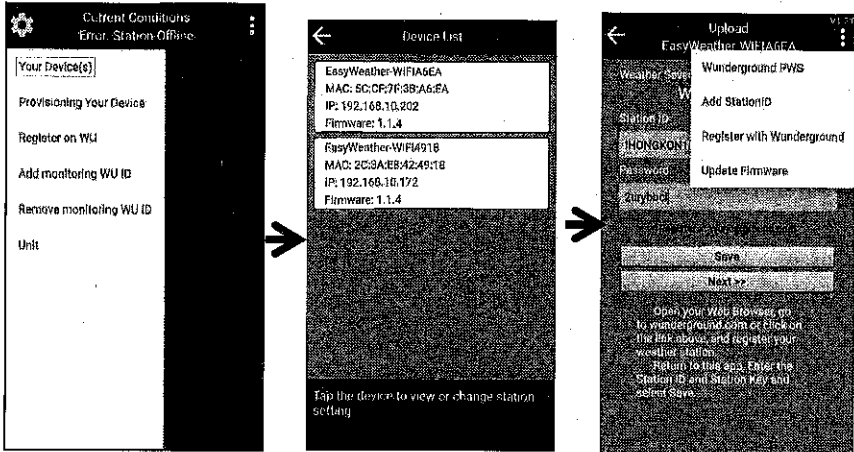 Current Conditions
Error. Station Offline
Your Device(s)
Provisioning Your Device
Register on WU
Add monitoring WU ID
Remove monitoring WU ID
Unit
Device List
EasyWeather-WIFIA6EA
MAC: 5C:CF:7F:3B:A6:EA
IP: 192.168.10.202
Firmware: 1.1.4
EasyWeather-WIFI4918
MAC: 2C:3A:E8:42:49:18
IP: 192.168.10.172
Firmware: 1.1.4
Tap the device to view or change station
setting
Upload
EasyWeather-WIFIA6EA
Wunderground PWS
Add StationID
Register with Wunderground
Update Firmware
Weather Server
W
Station ID
Password
Save
Next >>
Open your Web Browser, go
to wunderground.com or click on
the link above, and register your
weather station.
Return to this app. Enter the
Station ID and Station Key and
select Save.